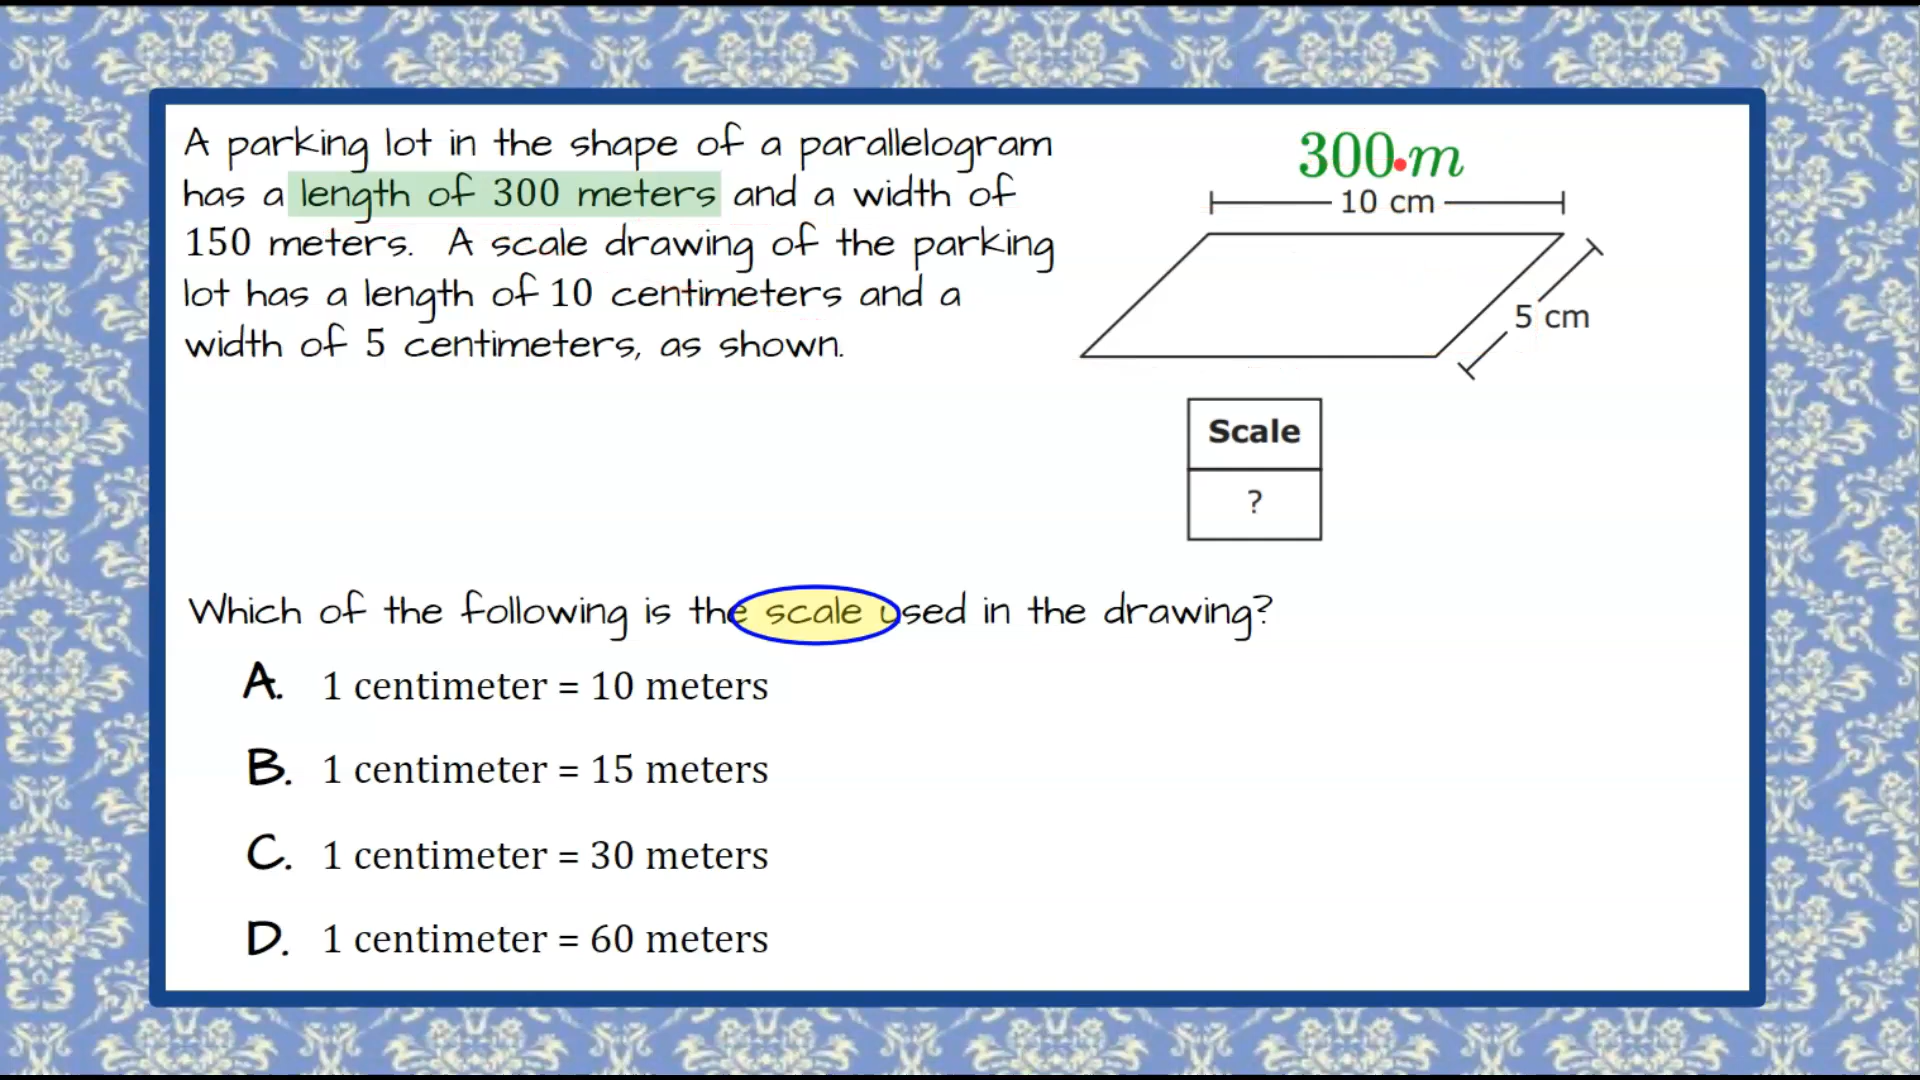 A parking lot in the shape of a parallelogram
has a length of 300 meters and a width of
150 meters. A scale drawing of the parking
lot has a length of 10 centimeters and a
width of 5 centimeters, as shown.
300 m
10 cm
5 cm
Scale
?
Which of the following is the scale used in the drawing?
A. 1 centimeter = 10 meters
B. 1 centimeter = 15 meters
C. 1 centimeter = 30 meters
D. 1 centimeter = 60 meters